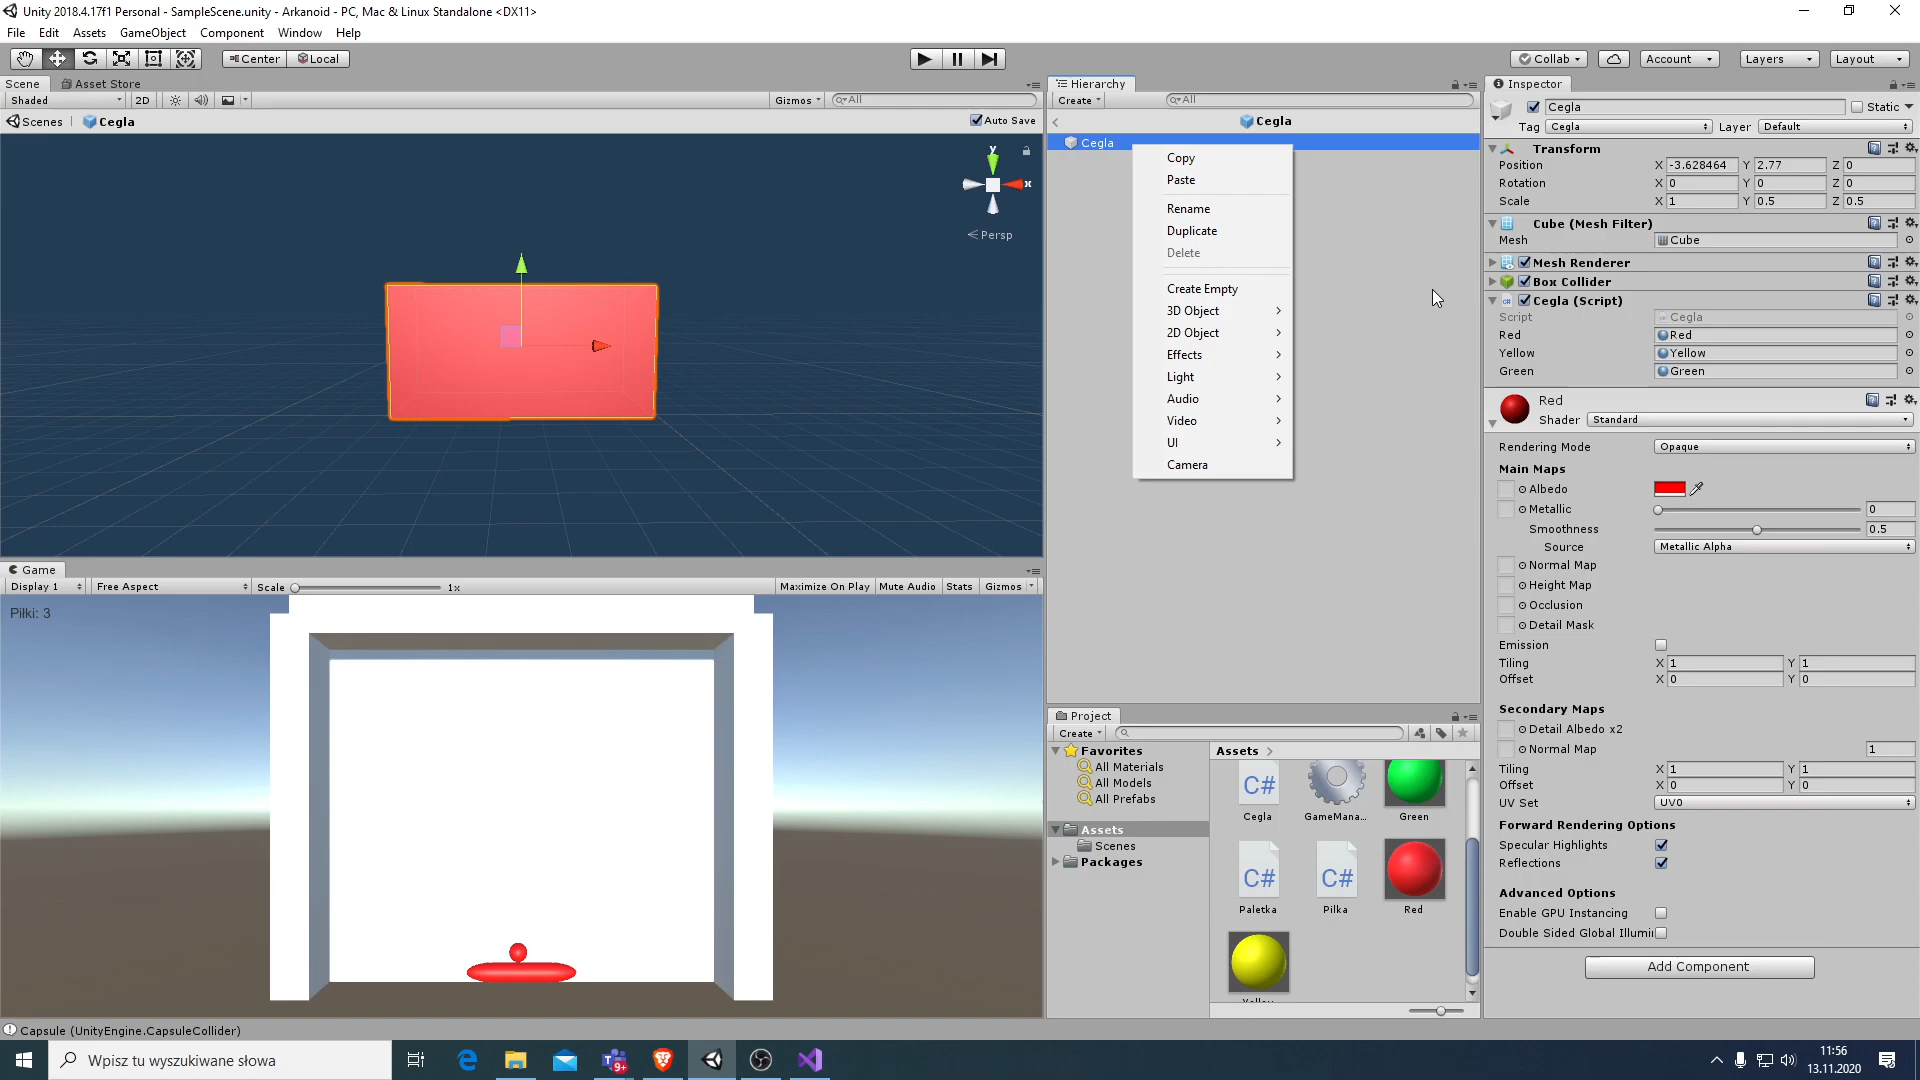 Unity 2018.4.17f1 Personal - SampleScene.unity - Arkanoid - PC, Mac & Linux Standalone <DX11>
File Edit Assets GameObject Component Window Help
Center Local Collab Account Layers Layout
Scene Asset Store
Shaded 2D Gizmos All
Scenes Cegla Auto Save
y
x
Persp
Game
Display 1 Free Aspect Scale 1x Maximize On Play Mute Audio Stats Gizmos
Piłki: 3
Hierarchy
Create All
Cegla
Cegla
Copy
Paste
Rename
Duplicate
Delete
Create Empty
3D Object
2D Object
Effects
Light
Audio
Video
UI
Camera
Project
Create
Favorites
All Materials
All Models
All Prefabs
Assets
Scenes
Packages
Assets
C# C# C#
Cegla GameMana... Green
Paletka Pilka Red
Inspector
Cegla Static
Tag Cegla Layer Default
Transform
Position X -3.628464 Y 2.77 Z 0
Rotation X 0 Y 0 Z 0
Scale X 1 Y 0.5 Z 0.5
Cube (Mesh Filter)
Mesh Cube
Mesh Renderer
Box Collider
Cegla (Script)
Script Cegla
Red Red
Yellow Yellow
Green Green
Red
Shader Standard
Rendering Mode Opaque
Main Maps
Albedo
Metallic 0
Smoothness 0.5
Source Metallic Alpha
Normal Map
Height Map
Occlusion
Detail Mask
Emission
Tiling X 1 Y 1
Offset X 0 Y 0
Secondary Maps
Detail Albedo x2
Normal Map 1
Tiling X 1 Y 1
Offset X 0 Y 0
UV Set UV0
Forward Rendering Options
Specular Highlights
Reflections
Advanced Options
Enable GPU Instancing
Double Sided Global Illumi
Add Component
Capsule (UnityEngine.CapsuleCollider)
Wpisz tu wyszukiwane słowa
9+
11:56
13.11.2020